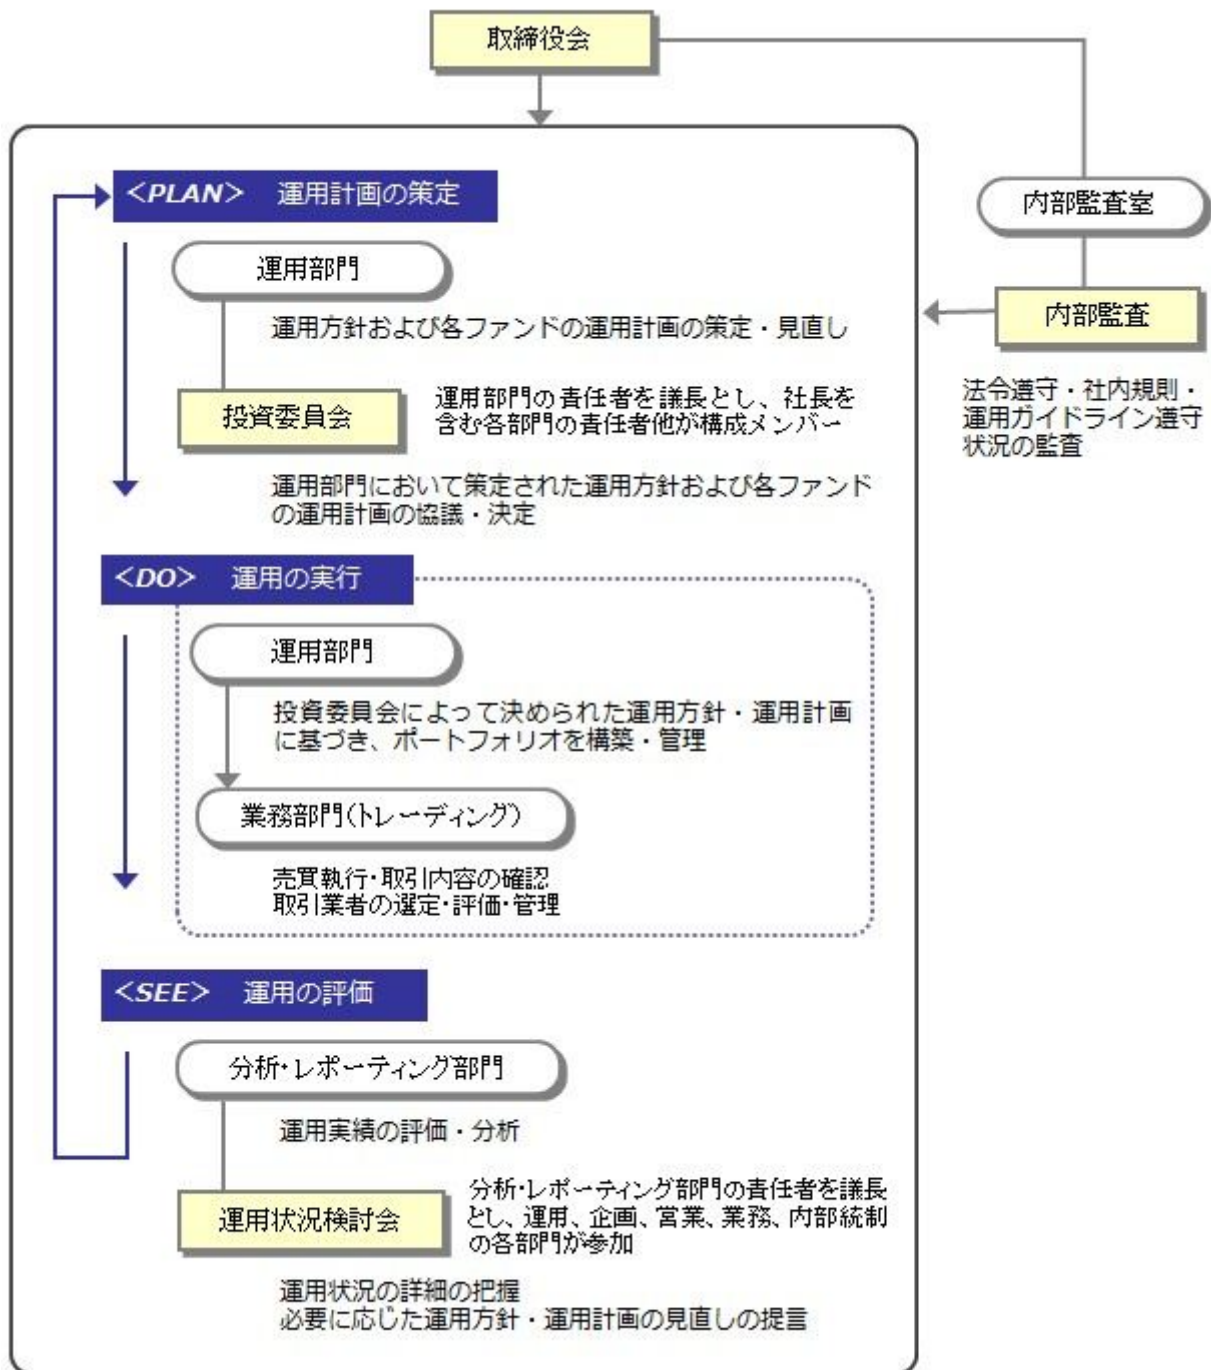 取締役会
<PLAN> 運用計画の策定
運用部門
運用方針および各ファンドの運用計画の策定・見直し
投資委員会
運用部門の責任者を議長とし、社長を
含む各部門の責任者他が構成メンバー
運用部門において策定された運用方針および各ファンド
の運用計画の協議・決定
<DO> 運用の実行
運用部門
投資委員会によって決められた運用方針・運用計画
に基づき、ポートフォリオを構築・管理
業務部門(トレーディング)
売買執行・取引内容の確認
取引業者の選定・評価・管理
<SEE> 運用の評価
分析・レポーティング部門
運用実績の評価・分析
運用状況検討会
分析・レポーティング部門の責任者を議長
とし、運用、企画、営業、業務、内部統制
の各部門が参加
運用状況の詳細の把握
必要に応じた運用方針・運用計画の見直しの提言
内部監査室
内部監査
法令遵守・社内規則・
運用ガイドライン遵守
状況の監査